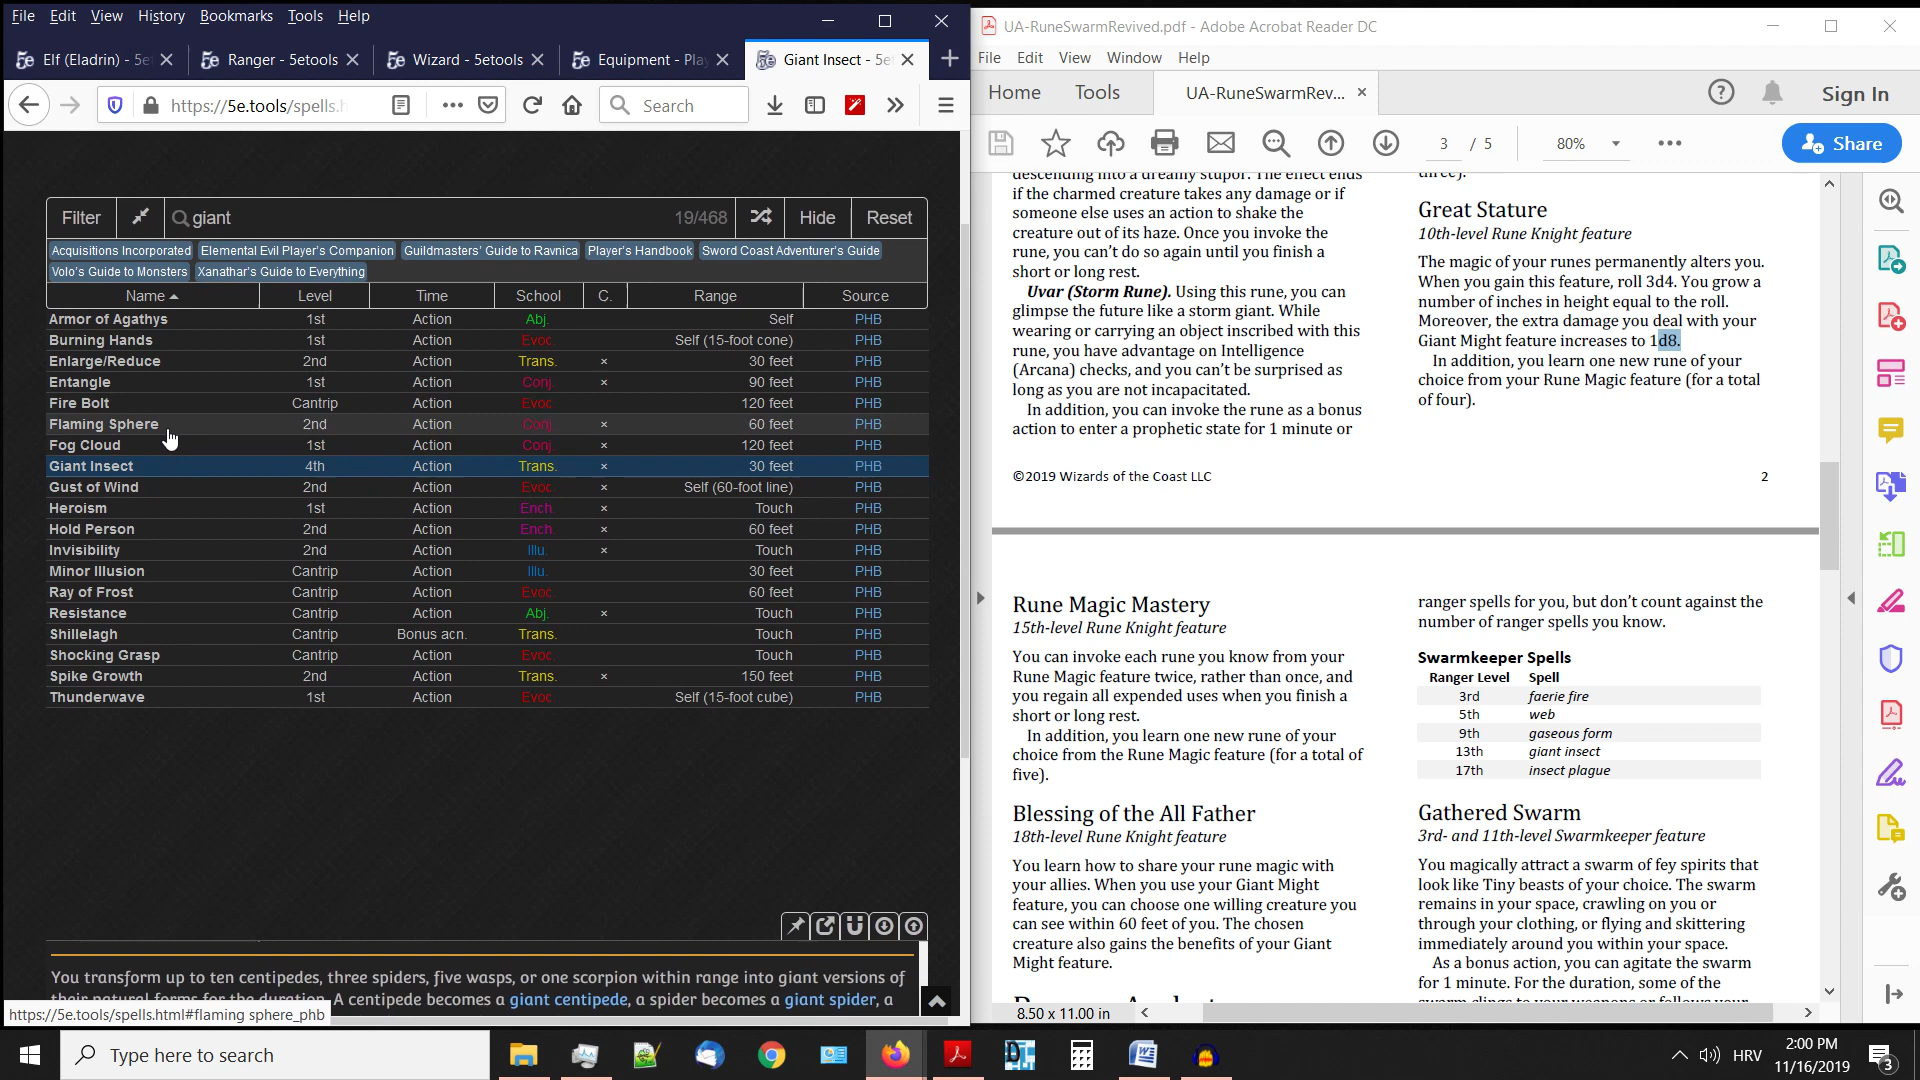 File Edit View History Bookmarks Tools Help
Elf (Eladrin) - 5et
Ranger - 5etools
Wizard - 5etools
Equipment - Play
Giant Insect - 5et
https://5e.tools/spells.h
Search
Filter
giant
19/468
Hide
Reset
Acquisitions Incorporated Elemental Evil Player's Companion Guildmasters' Guide to Ravnica Player's Handbook Sword Coast Adventurer's Guide
Volo's Guide to Monsters Xanathar's Guide to Everything
Name Level Time School C. Range Source
Armor of Agathys 1st Action Abj. Self PHB
Burning Hands 1st Action Evoc. Self (15-foot cone) PHB
Enlarge/Reduce 2nd Action Trans. × 30 feet PHB
Entangle 1st Action Conj. × 90 feet PHB
Fire Bolt Cantrip Action Evoc. 120 feet PHB
Flaming Sphere 2nd Action Conj. × 60 feet PHB
Fog Cloud 1st Action Conj. × 120 feet PHB
Giant Insect 4th Action Trans. × 30 feet PHB
Gust of Wind 2nd Action Evoc. × Self (60-foot line) PHB
Heroism 1st Action Ench. × Touch PHB
Hold Person 2nd Action Ench. × 60 feet PHB
Invisibility 2nd Action Illu. × Touch PHB
Minor Illusion Cantrip Action Illu. 30 feet PHB
Ray of Frost Cantrip Action Evoc. 60 feet PHB
Resistance Cantrip Action Abj. × Touch PHB
Shillelagh Cantrip Bonus acn. Trans. Touch PHB
Shocking Grasp Cantrip Action Evoc. Touch PHB
Spike Growth 2nd Action Trans. × 150 feet PHB
Thunderwave 1st Action Evoc. Self (15-foot cube) PHB
You transform up to ten centipedes, three spiders, five wasps, or one scorpion within range into giant versions of
their natural forms for the duration. A centipede becomes a giant centipede, a spider becomes a giant spider, a
https://5e.tools/spells.html#flaming sphere_phb
UA-RuneSwarmRevived.pdf - Adobe Acrobat Reader DC
File Edit View Window Help
Home Tools
UA-RuneSwarmRev...
Sign In
3 / 5
80%
Share
descending into a dreamy stupor. The effect ends
if the charmed creature takes any damage or if
someone else uses an action to shake the
creature out of its haze. Once you invoke the
rune, you can't do so again until you finish a
short or long rest.
Uvar (Storm Rune). Using this rune, you can
glimpse the future like a storm giant. While
wearing or carrying an object inscribed with this
rune, you have advantage on Intelligence
(Arcana) checks, and you can't be surprised as
long as you are not incapacitated.
In addition, you can invoke the rune as a bonus
action to enter a prophetic state for 1 minute or
three).
Great Stature
10th-level Rune Knight feature
The magic of your runes permanently alters you.
When you gain this feature, roll 3d4. You grow a
number of inches in height equal to the roll.
Moreover, the extra damage you deal with your
Giant Might feature increases to 1d8.
In addition, you learn one new rune of your
choice from your Rune Magic feature (for a total
of four).
©2019 Wizards of the Coast LLC
2
Rune Magic Mastery
15th-level Rune Knight feature
You can invoke each rune you know from your
Rune Magic feature twice, rather than once, and
you regain all expended uses when you finish a
short or long rest.
In addition, you learn one new rune of your
choice from the Rune Magic feature (for a total of
five).
Blessing of the All Father
18th-level Rune Knight feature
You learn how to share your rune magic with
your allies. When you use your Giant Might
feature, you can choose one willing creature you
can see within 60 feet of you. The chosen
creature also gains the benefits of your Giant
Might feature.
ranger spells for you, but don't count against the
number of ranger spells you know.
Swarmkeeper Spells
Ranger Level Spell
3rd faerie fire
5th web
9th gaseous form
13th giant insect
17th insect plague
Gathered Swarm
3rd- and 11th-level Swarmkeeper feature
You magically attract a swarm of fey spirits that
look like Tiny beasts of your choice. The swarm
remains in your space, crawling on you or
through your clothing, or flying and skittering
immediately around you within your space.
As a bonus action, you can agitate the swarm
for 1 minute. For the duration, some of the
swarm clings to your weapons or follows your
8.50 x 11.00 in
Type here to search
HRV
2:00 PM
11/16/2019
3